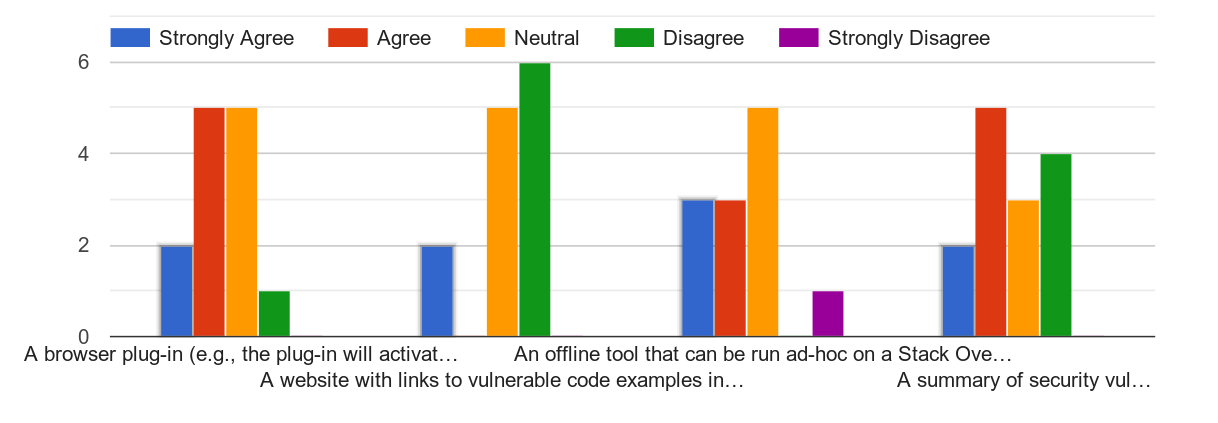 Strongly Agree Agree Neutral Disagree Strongly Disagree
6
4
2
0
A browser plug-in (e.g., the plug-in will activat…
An offline tool that can be run ad-hoc on a Stack Ove…
A website with links to vulnerable code examples in…
A summary of security vul…